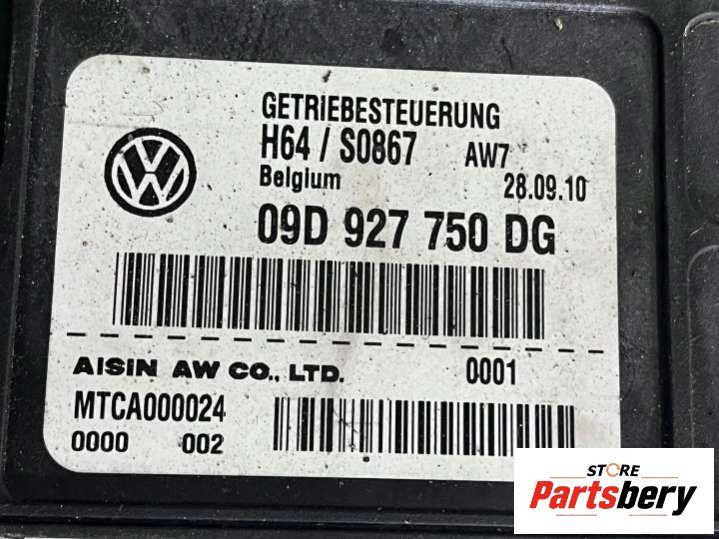 GETRIEBESTEUERUNG
H64 / S0867 AW7
Belgium 28.09.10
09D 927 750 DG
AISIN AW CO., LTD. 0001
MTCA000024
0000 002
STORE
Partsbery